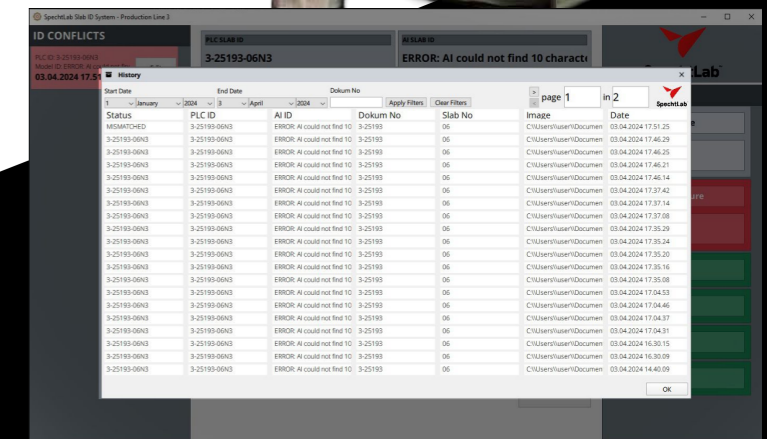 SpechtLab Slab ID System - Production Line 3
ID CONFLICTS
PLC SLAB ID
AI SLAB ID
PLC ID: 3-25193-06N3
3-25193-06N3
ERROR: AI could not find 10 characte
Model ID: ERROR: AI
03.04.2024 17.51
Lab
History
Start Date End Date Dokum No
1 January 2024 3 April 2024 Apply Filters Clear Filters > < page 1 in 2 SpechtLab
Status PLC ID AI ID Dokum No Slab No Image Date
MISMATCHED 3-25193-06N3 ERROR: AI could not find 10 3-25193 06 C:\\Users\\user\\Documen 03.04.2024 17.51.25
3-25193-06N3 3-25193-06N3 ERROR: AI could not find 10 3-25193 06 C:\\Users\\user\\Documen 03.04.2024 17.46.29
3-25193-06N3 3-25193-06N3 ERROR: AI could not find 10 3-25193 06 C:\\Users\\user\\Documen 03.04.2024 17.46.25
3-25193-06N3 3-25193-06N3 ERROR: AI could not find 10 3-25193 06 C:\\Users\\user\\Documen 03.04.2024 17.46.21
3-25193-06N3 3-25193-06N3 ERROR: AI could not find 10 3-25193 06 C:\\Users\\user\\Documen 03.04.2024 17.46.14
3-25193-06N3 3-25193-06N3 ERROR: AI could not find 10 3-25193 06 C:\\Users\\user\\Documen 03.04.2024 17.37.42
3-25193-06N3 3-25193-06N3 ERROR: AI could not find 10 3-25193 06 C:\\Users\\user\\Documen 03.04.2024 17.37.14
3-25193-06N3 3-25193-06N3 ERROR: AI could not find 10 3-25193 06 C:\\Users\\user\\Documen 03.04.2024 17.37.08
3-25193-06N3 3-25193-06N3 ERROR: AI could not find 10 3-25193 06 C:\\Users\\user\\Documen 03.04.2024 17.35.29
3-25193-06N3 3-25193-06N3 ERROR: AI could not find 10 3-25193 06 C:\\Users\\user\\Documen 03.04.2024 17.35.24
3-25193-06N3 3-25193-06N3 ERROR: AI could not find 10 3-25193 06 C:\\Users\\user\\Documen 03.04.2024 17.35.20
3-25193-06N3 3-25193-06N3 ERROR: AI could not find 10 3-25193 06 C:\\Users\\user\\Documen 03.04.2024 17.35.16
3-25193-06N3 3-25193-06N3 ERROR: AI could not find 10 3-25193 06 C:\\Users\\user\\Documen 03.04.2024 17.35.08
3-25193-06N3 3-25193-06N3 ERROR: AI could not find 10 3-25193 06 C:\\Users\\user\\Documen 03.04.2024 17.04.53
3-25193-06N3 3-25193-06N3 ERROR: AI could not find 10 3-25193 06 C:\\Users\\user\\Documen 03.04.2024 17.04.46
3-25193-06N3 3-25193-06N3 ERROR: AI could not find 10 3-25193 06 C:\\Users\\user\\Documen 03.04.2024 17.04.37
3-25193-06N3 3-25193-06N3 ERROR: AI could not find 10 3-25193 06 C:\\Users\\user\\Documen 03.04.2024 17.04.31
3-25193-06N3 3-25193-06N3 ERROR: AI could not find 10 3-25193 06 C:\\Users\\user\\Documen 03.04.2024 16.30.15
3-25193-06N3 3-25193-06N3 ERROR: AI could not find 10 3-25193 06 C:\\Users\\user\\Documen 03.04.2024 16.30.09
3-25193-06N3 3-25193-06N3 ERROR: AI could not find 10 3-25193 06 C:\\Users\\user\\Documen 03.04.2024 14.40.09
OK